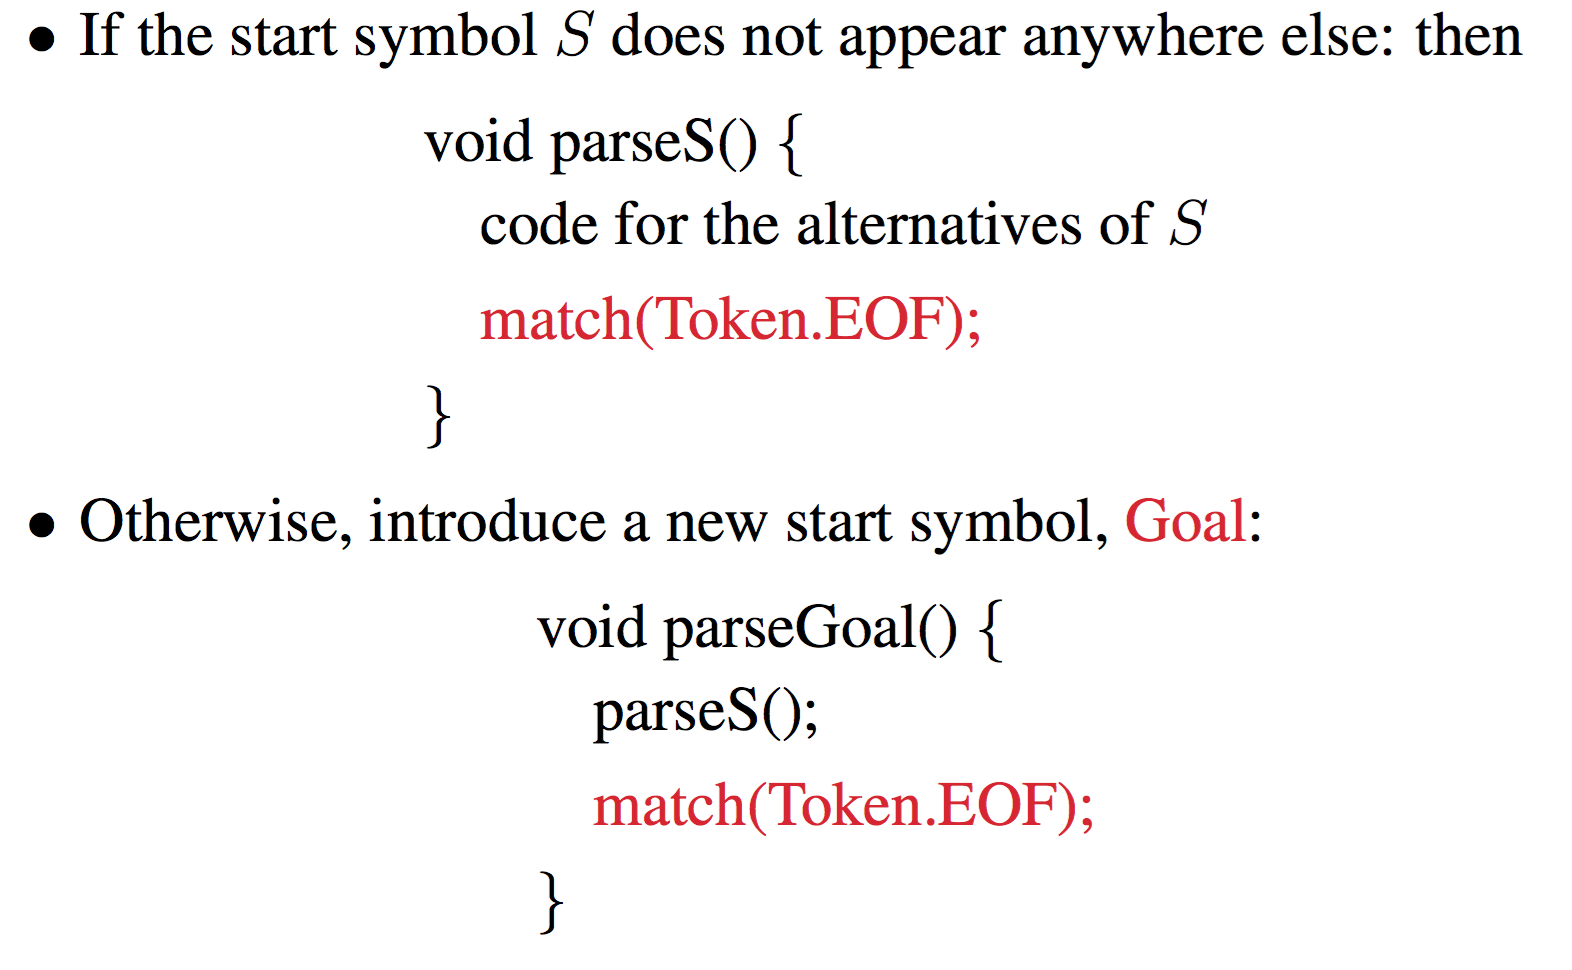 • If the start symbol S does not appear anywhere else: then
void parseS() {
code for the alternatives of S
match(Token.EOF);
}
• Otherwise, introduce a new start symbol, Goal:
void parseGoal() {
parseS();
match(Token.EOF);
}